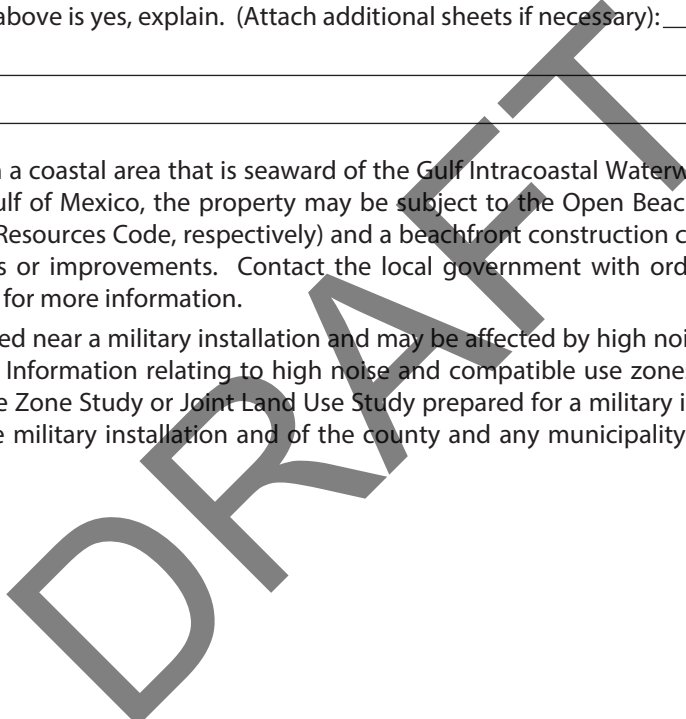 above is yes, explain. (Attach additional sheets if necessary): __
a coastal area that is seaward of the Gulf Intracoastal Waterw
ulf of Mexico, the property may be subject to the Open Beac
Resources Code, respectively) and a beachfront construction c
s or improvements. Contact the local government with ord
for more information.
ed near a military installation and may be affected by high noi
Information relating to high noise and compatible use zone
e Zone Study or Joint Land Use Study prepared for a military i
e military installation and of the county and any municipality
DRAFT